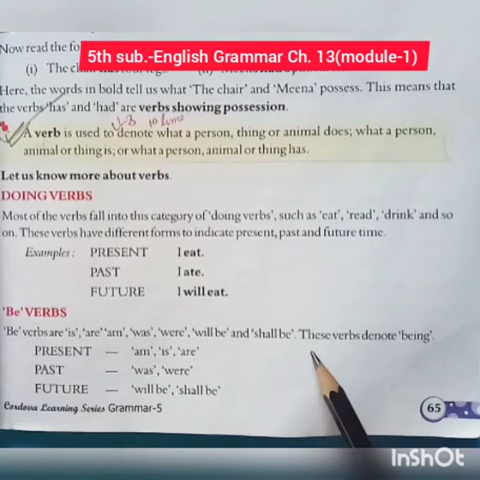 Now read the fo
5th sub.-English Grammar Ch. 13(module-1)
(i) The
Here, the words in bold tell us what 'The chair' and 'Meena' possess. This means that
the verbs 'has' and 'had' are verbs showing possession.
A verb is used to denote what a person, thing or animal does; what a person,
animal or thing is; or what a person, animal or thing has.
Let us know more about verbs.
DOING VERBS
Most of the verbs fall into this category of 'doing verbs', such as 'eat', 'read', 'drink' and so
on. These verbs have different forms to indicate present, past and future time.
Examples : PRESENT I eat.
PAST I ate.
FUTURE I will eat.
'Be' VERBS
'Be' verbs are 'is', 'are' 'am', 'was', 'were', 'will be' and 'shall be'. These verbs denote 'being'.
PRESENT — 'am', 'is', 'are'
PAST — 'was', 'were'
FUTURE — 'will be', 'shall be'
Cordova Learning Series Grammar-5
65
InShOt